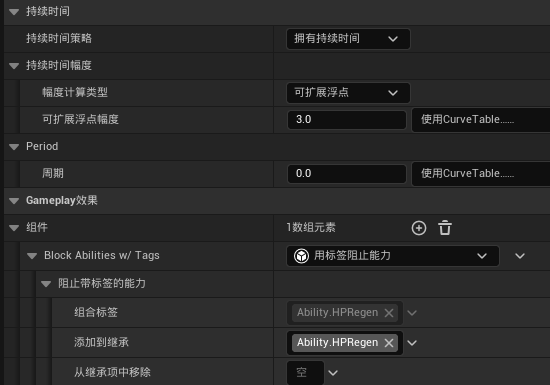 持续时间
持续时间策略 拥有持续时间
持续时间幅度
幅度计算类型 可扩展浮点
可扩展浮点幅度 3.0 使用CurveTable......
Period
周期 0.0 使用CurveTable......
Gameplay效果
组件 1数组元素
Block Abilities w/ Tags 用标签阻止能力
阻止带标签的能力
组合标签 Ability.HPRegen
添加到继承 Ability.HPRegen
从继承项中移除 空